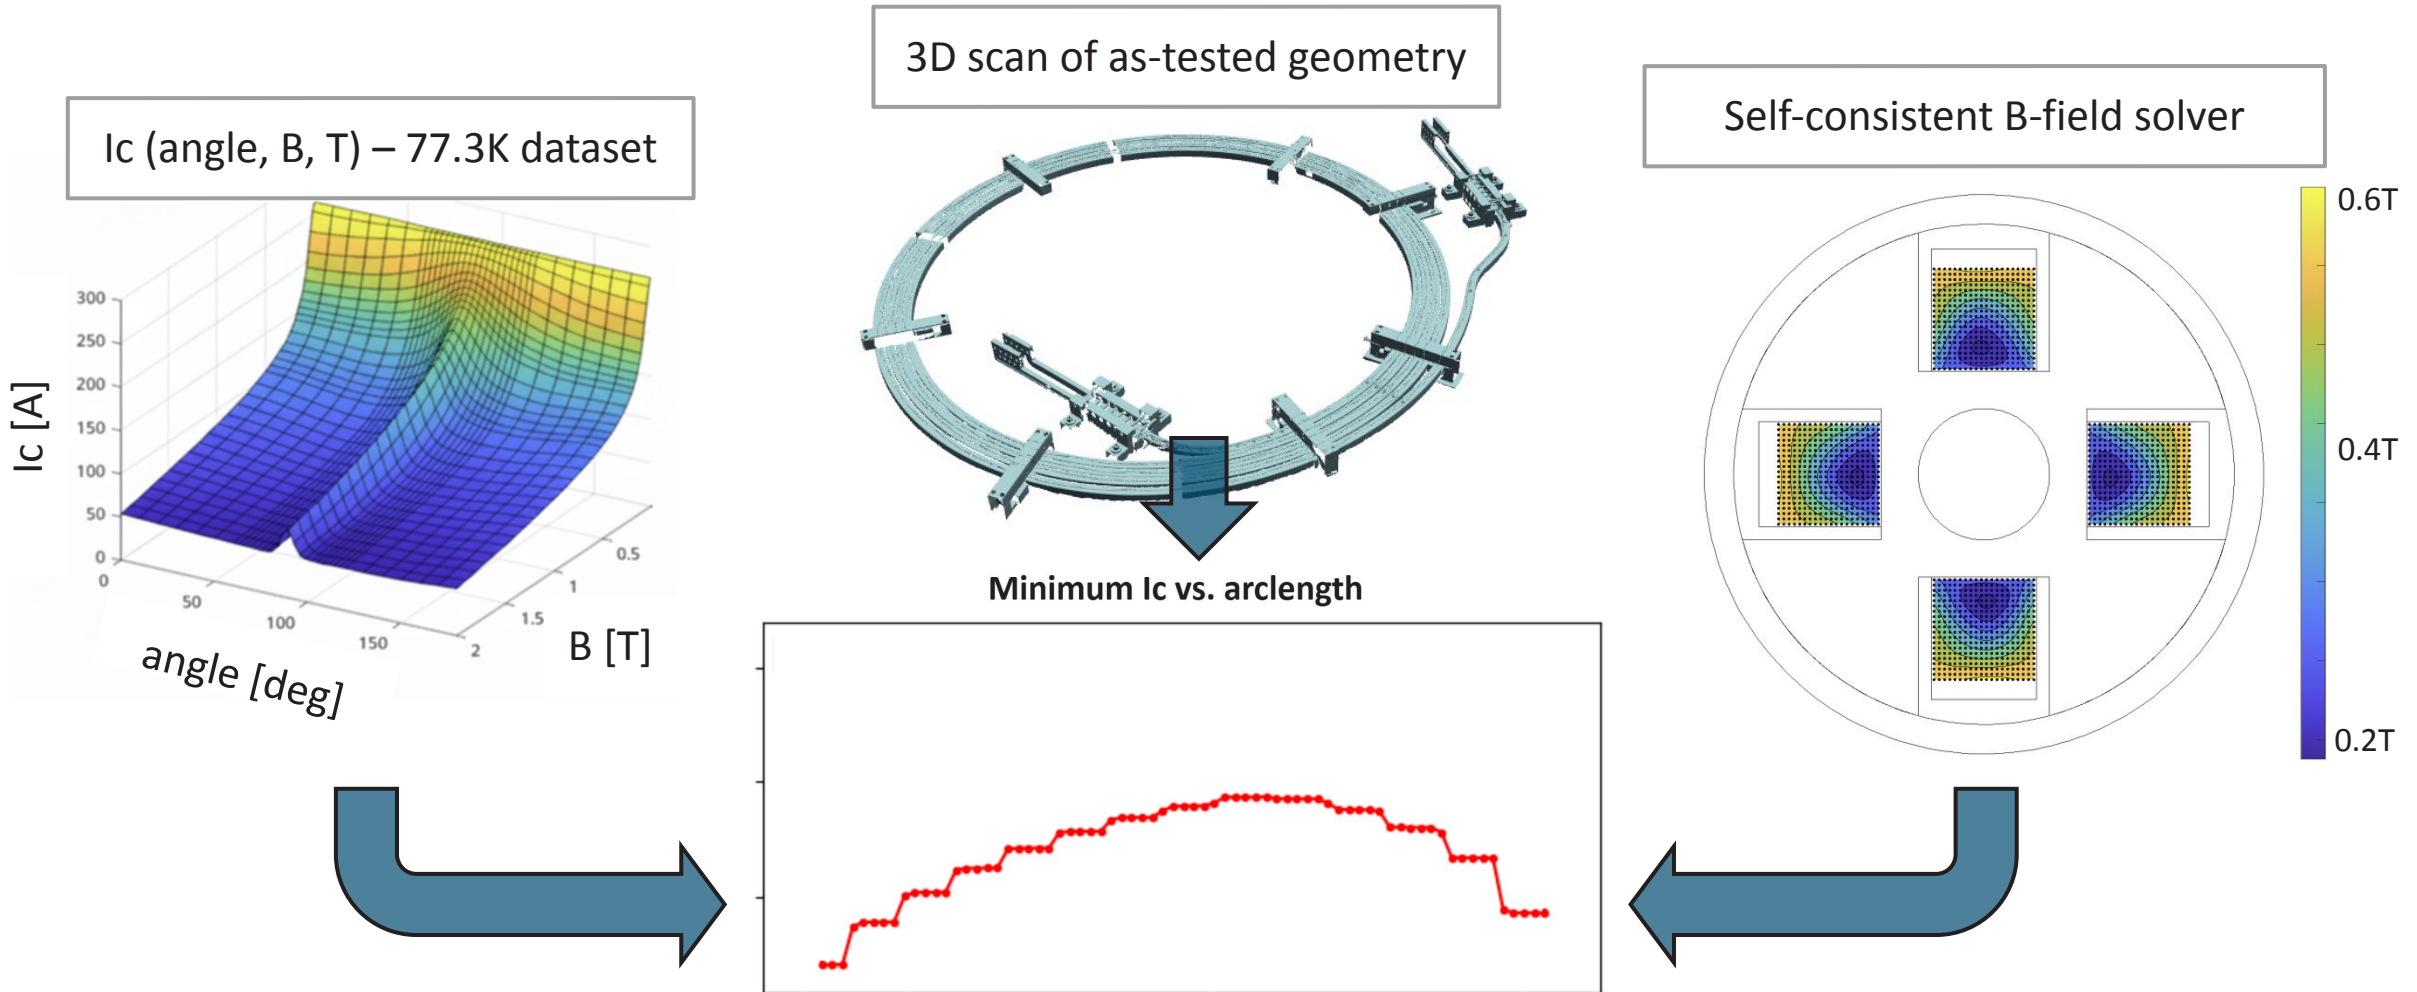 3D scan of as-tested geometry
Ic (angle, B, T) – 77.3K dataset
Self-consistent B-field solver
300
250
200
150
100
50
0
Ic [A]
0
50
100
150
angle [deg]
0.5
1
1.5
2
B [T]
0.6T
0.4T
0.2T
Minimum Ic vs. arclength